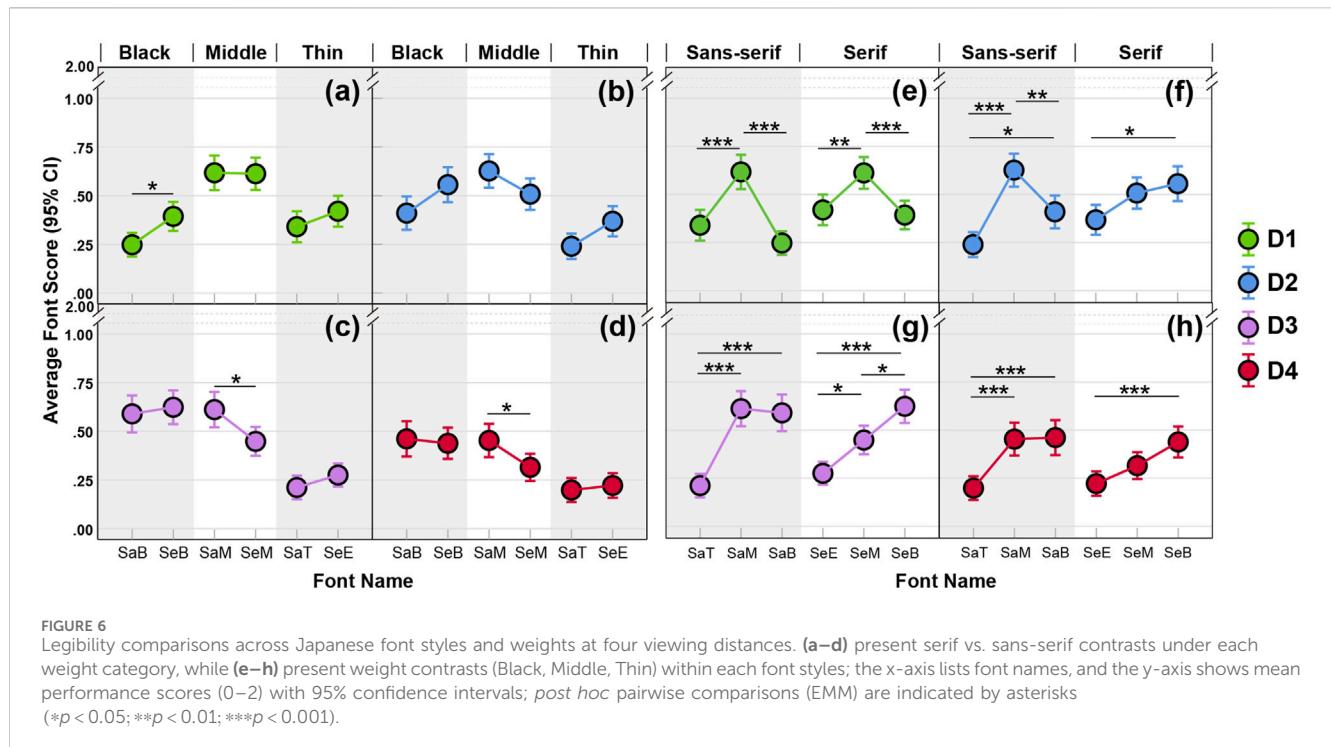 Black Middle Thin Black Middle Thin Sans-serif Serif Sans-serif Serif
2.00
(a) (b) (e) (f)
1.00
*** **
*** *** ** *** * *
.75
*
.50
.25
.00
D1
D2
D3
D4
2.00
(c) (d) (g) (h)
1.00
*** *** ***
*** * *** ***
.75
* * *
.50
.25
.00
SaB SeB SaM SeM SaT SeE SaB SeB SaM SeM SaT SeE SaT SaM SaB SeE SeM SeB SaT SaM SaB SeE SeM SeB
Font Name Font Name
Average Font Score (95% CI)
FIGURE 6
Legibility comparisons across Japanese font styles and weights at four viewing distances. (a–d) present serif vs. sans-serif contrasts under each
weight category, while (e–h) present weight contrasts (Black, Middle, Thin) within each font styles; the x-axis lists font names, and the y-axis shows mean
performance scores (0–2) with 95% confidence intervals; post hoc pairwise comparisons (EMM) are indicated by asterisks
(∗p < 0.05; ∗∗p < 0.01; ∗∗∗p < 0.001).